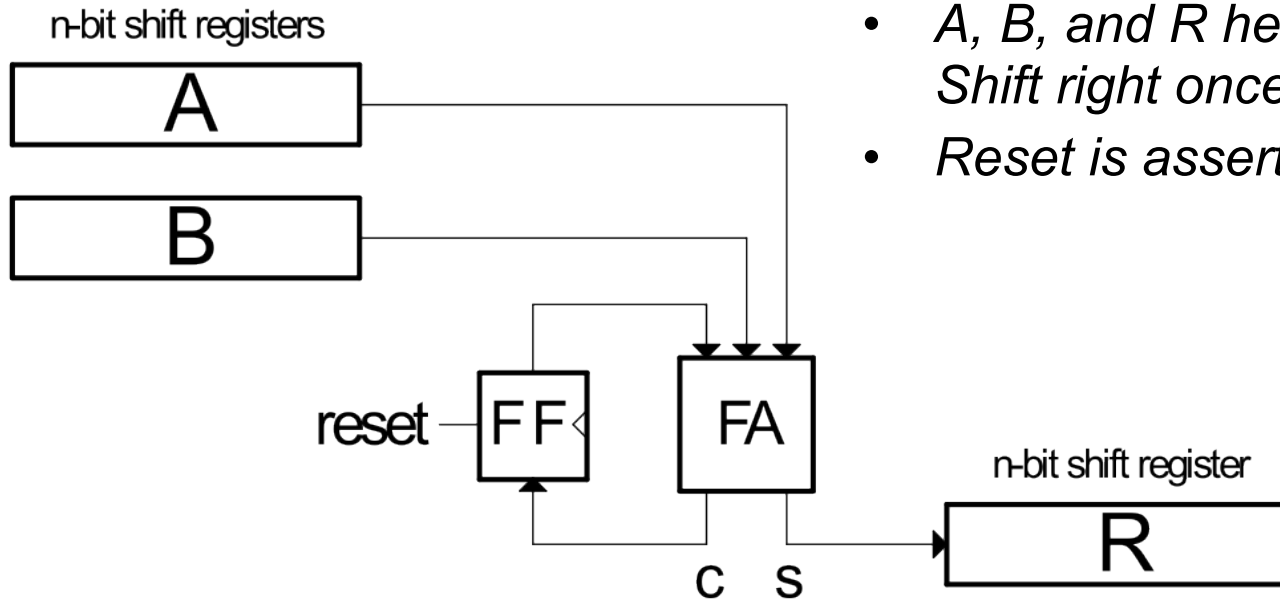 n-bit shift registers
A
B
• A, B, and R he
Shift right once
• Reset is assert
reset
FF
FA
n-bit shift register
R
c s